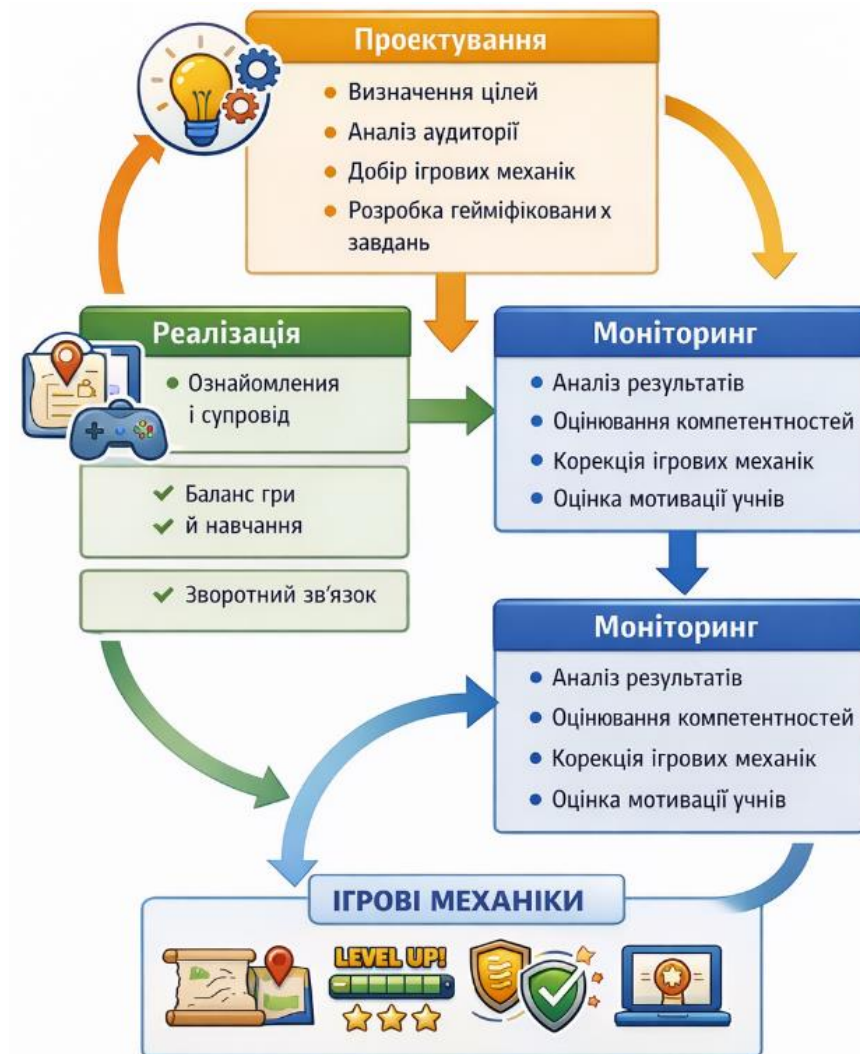 Проектування
Визначення цілей
Аналіз аудиторії
Добір ігрових механік
Розробка гейміфікованих
завдань
Реалізація
Ознайомлення
і супровід
Баланс гри
й навчання
Зворотний зв'язок
Моніторинг
Аналіз результатів
Оцінювання компетентностей
Корекція ігрових механік
Оцінка мотивації учнів
Моніторинг
Аналіз результатів
Оцінювання компетентностей
Корекція ігрових механік
Оцінка мотивації учнів
ІГРОВІ МЕХАНІКИ
LEVEL UP!